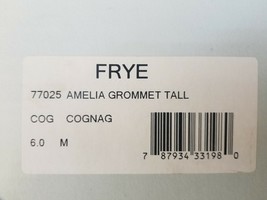 FRYE
77025 AMELIA GROMMET TALL
COG COGNAG
6.0 M
7 87934 33198 0